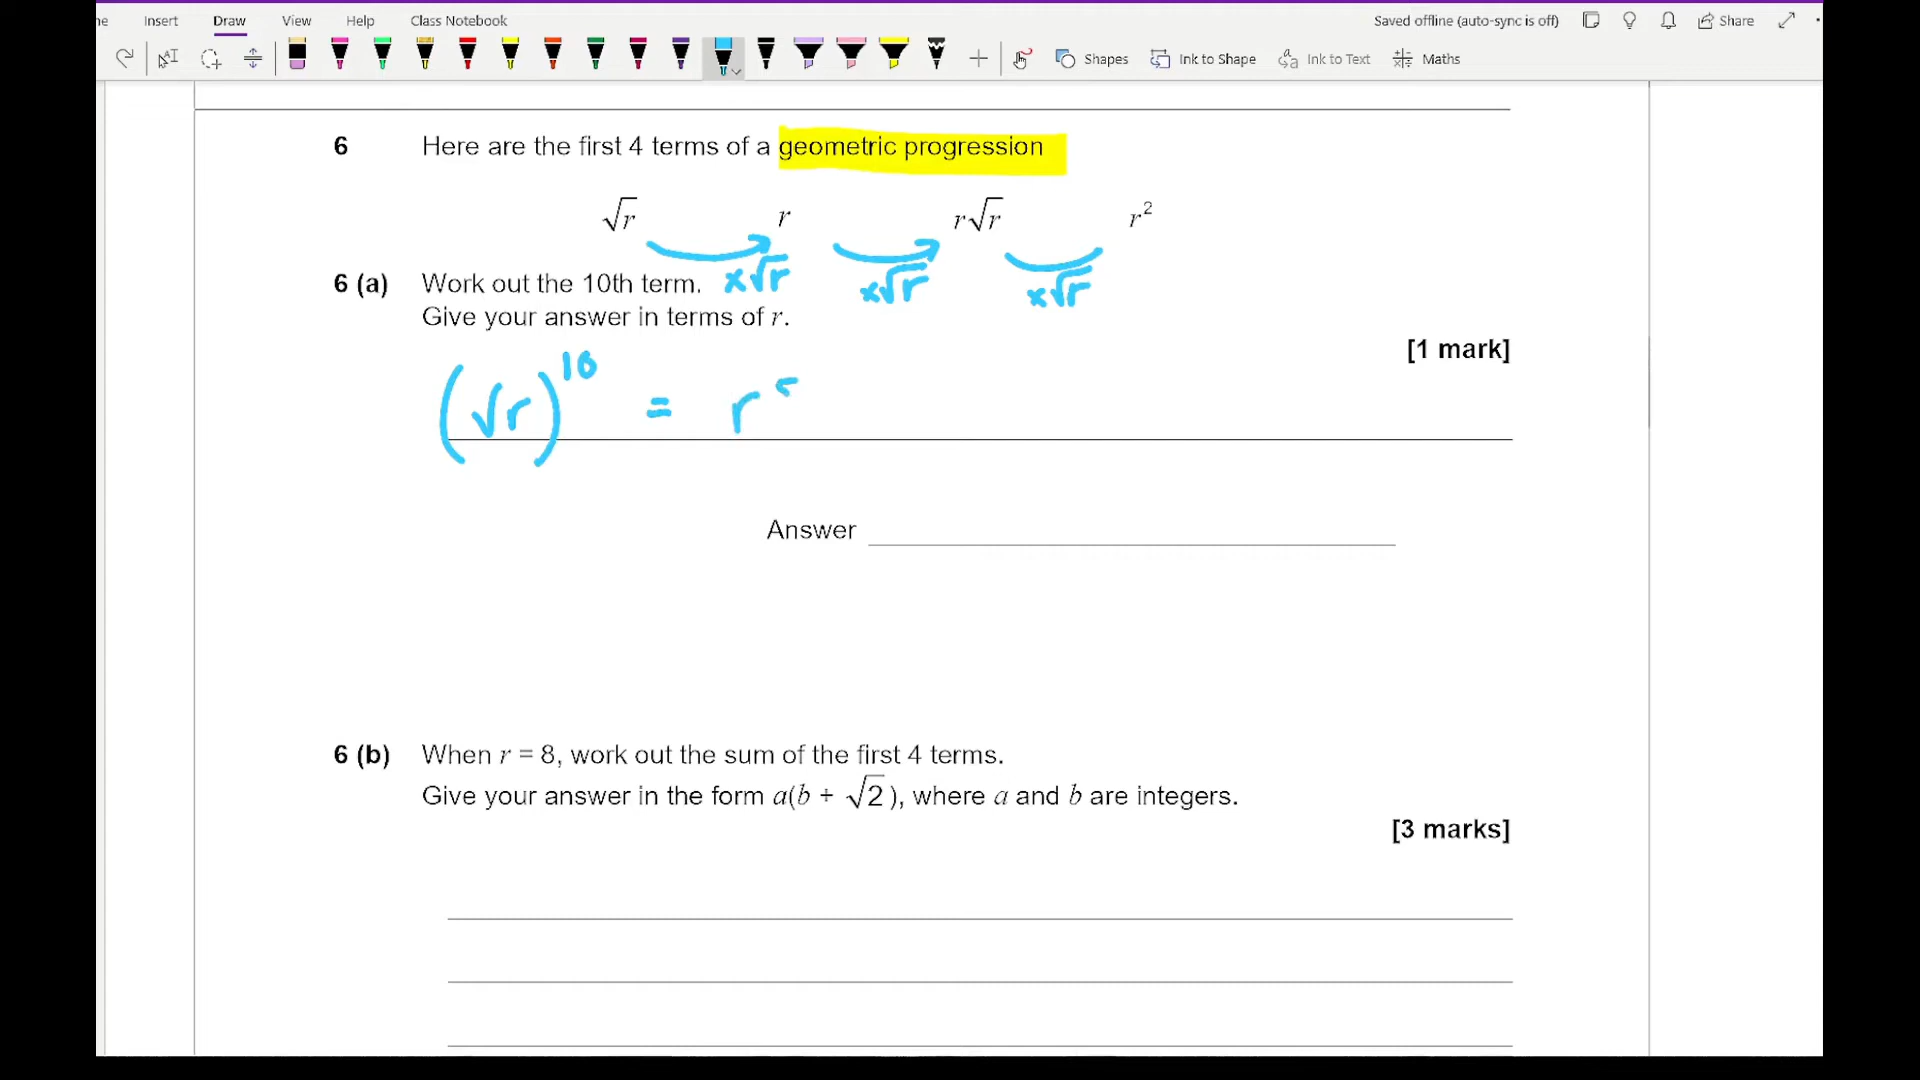 Insert Draw View Help Class Notebook Saved offline (auto-sync is off) Share
Shapes Ink to Shape Ink to Text Maths
6 Here are the first 4 terms of a geometric progression
√r r r√r r²
×√r ×√r ×√r
6 (a) Work out the 10th term.
Give your answer in terms of r.
[1 mark]
(√r)¹⁰ = r⁵
Answer
6 (b) When r = 8, work out the sum of the first 4 terms.
Give your answer in the form a(b + √2), where a and b are integers.
[3 marks]